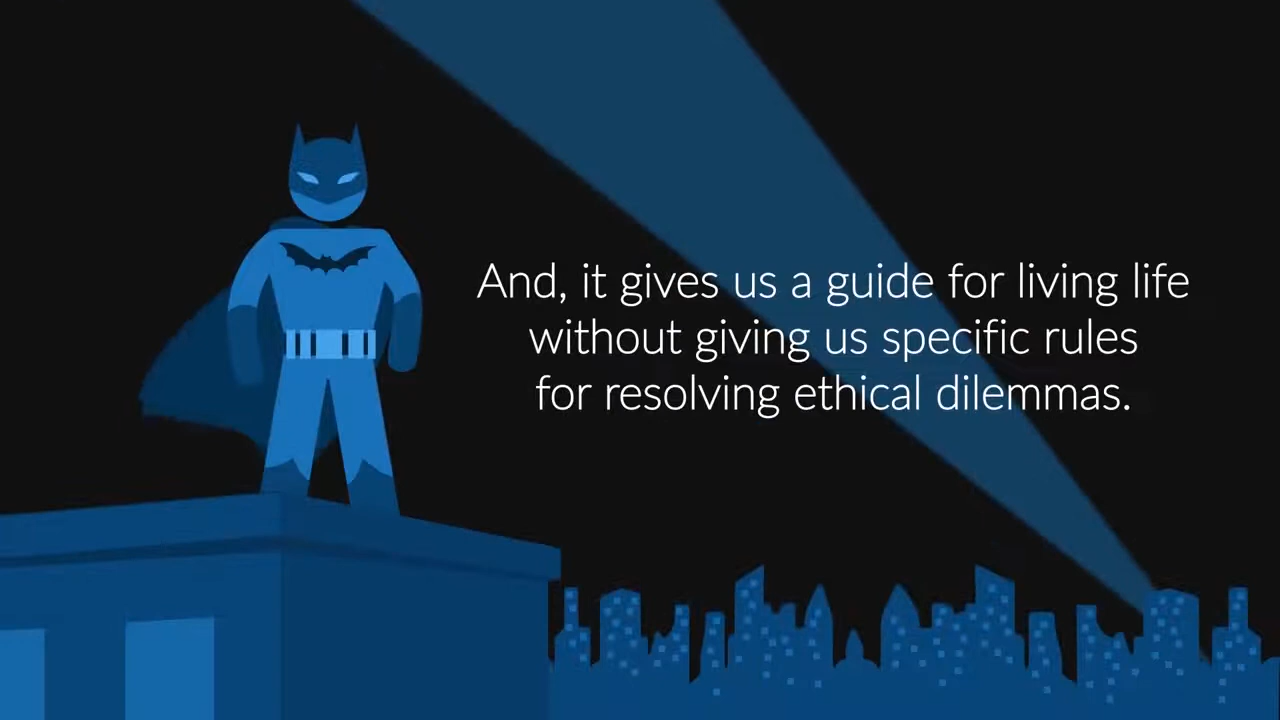 And, it gives us a guide for living life
without giving us specific rules
for resolving ethical dilemmas.